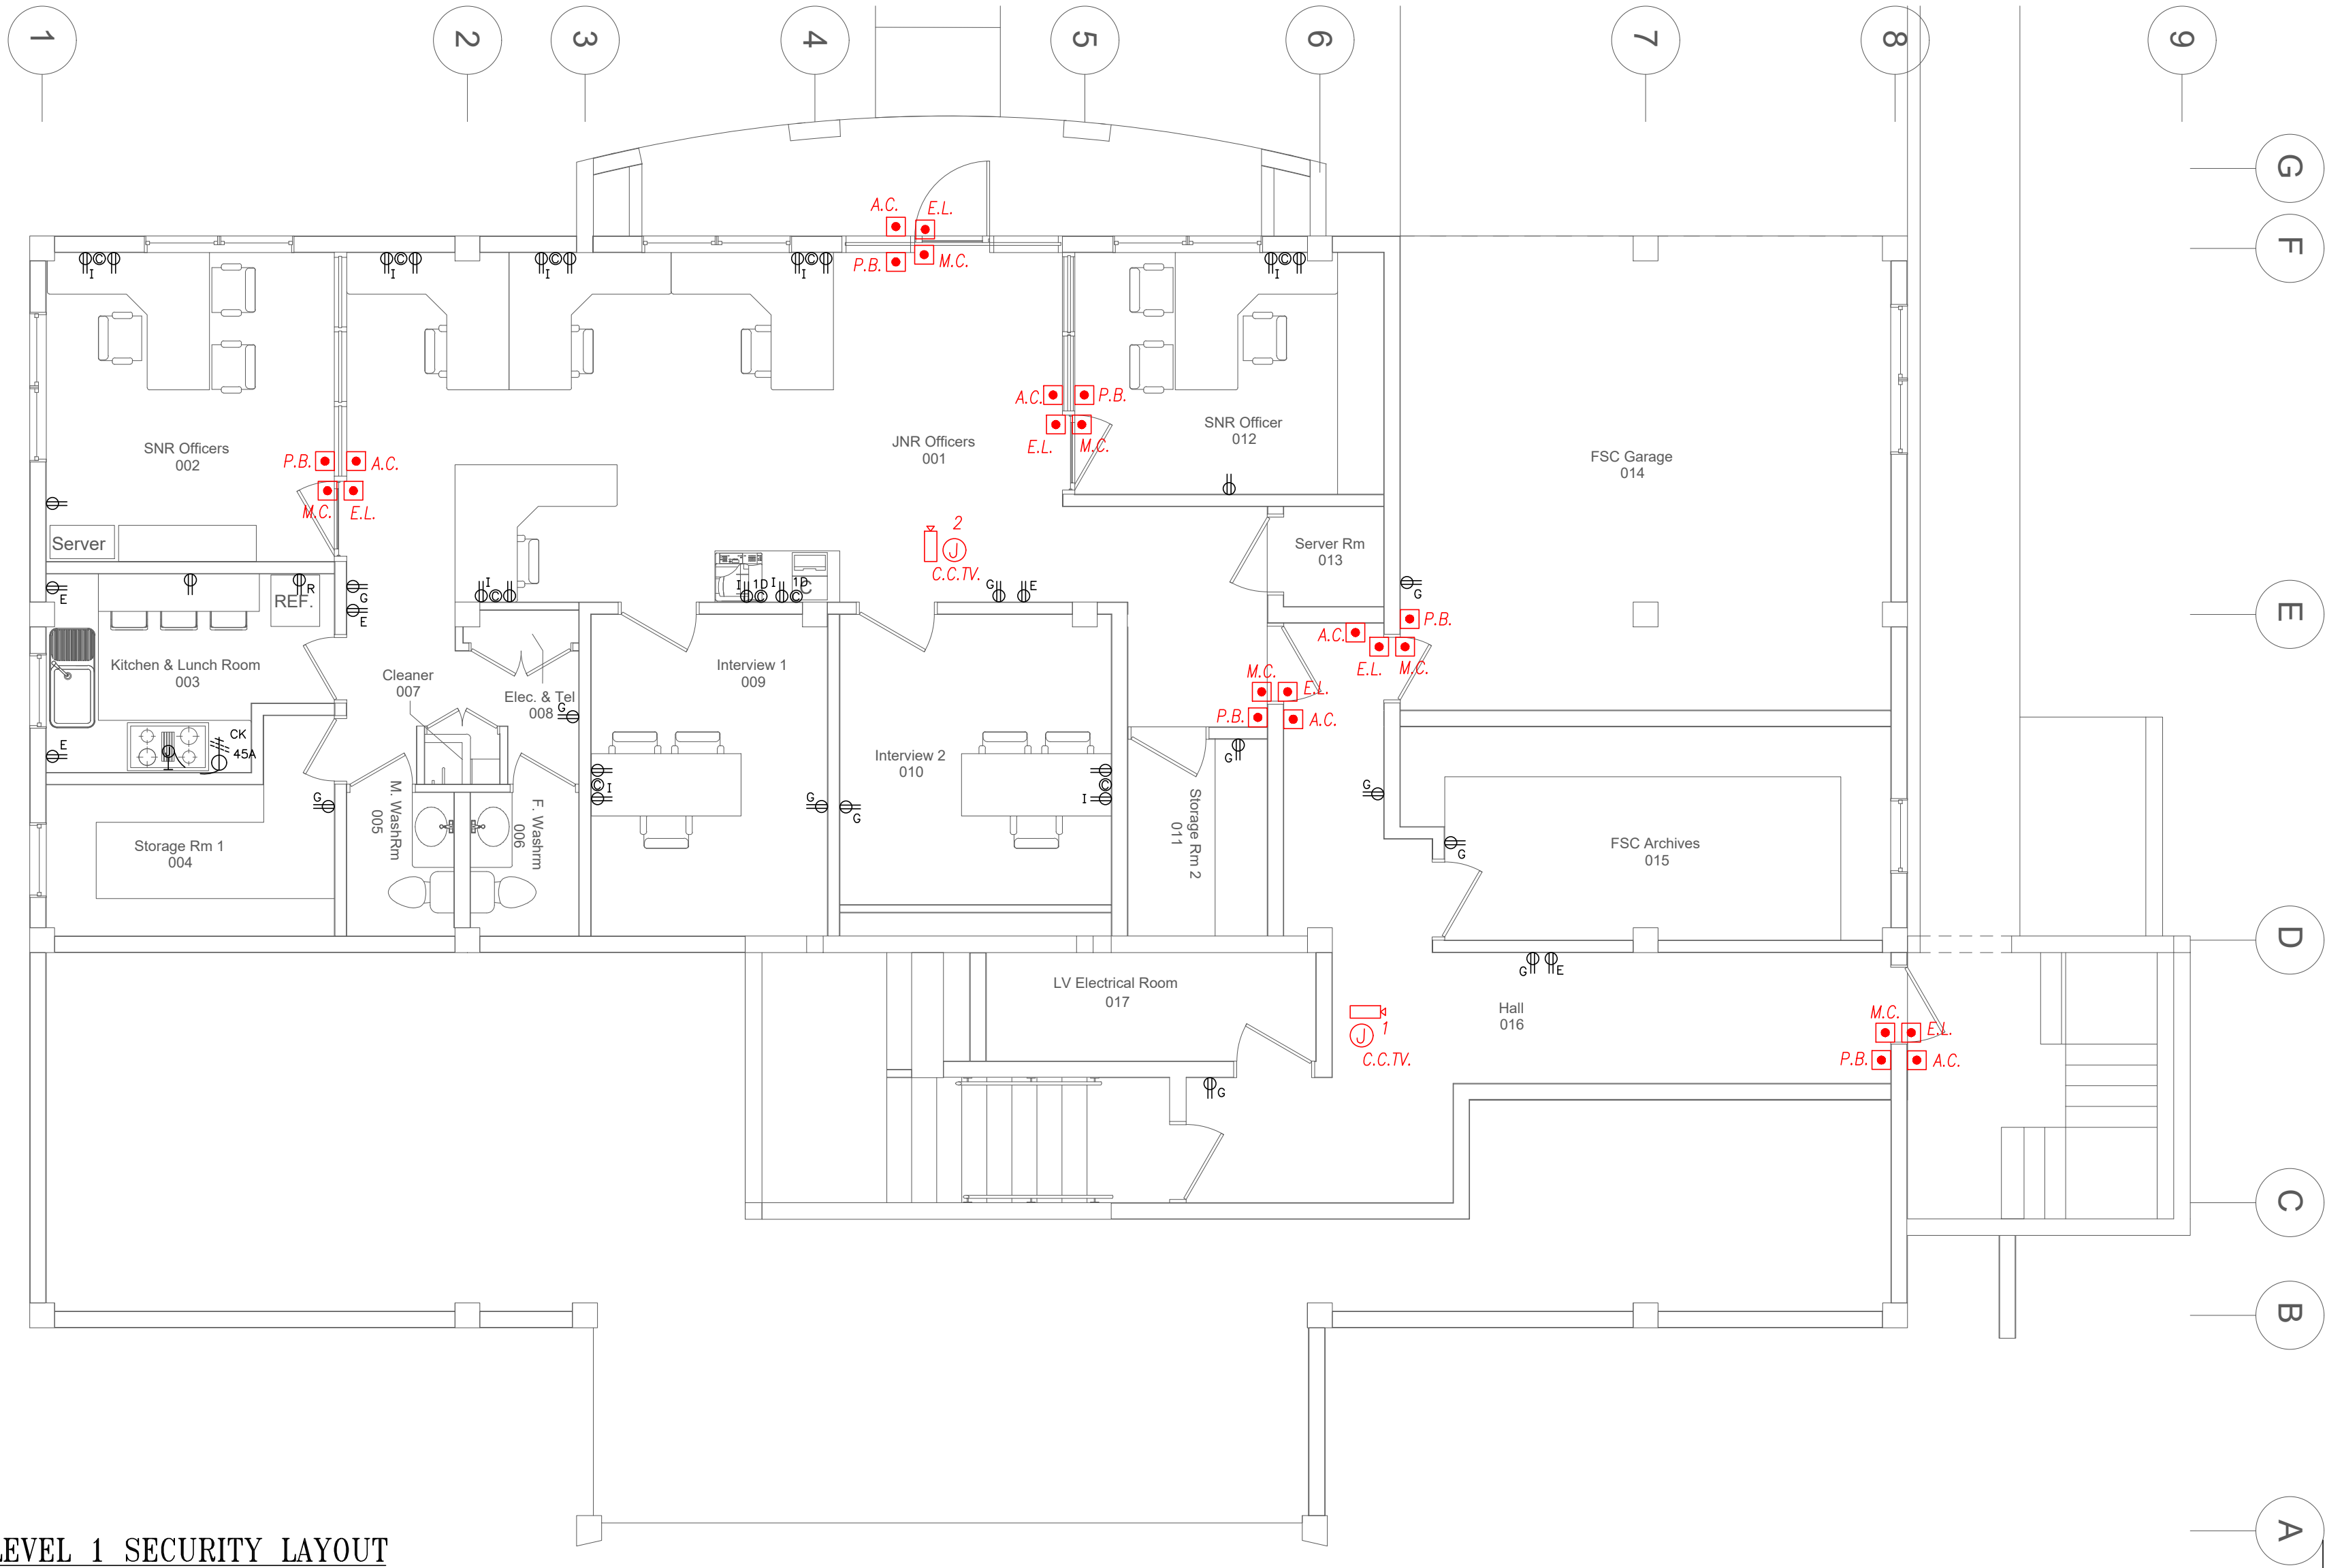 1
2
3
4
5
6
7
8
9
G
F
E
D
C
B
A
A.C.
E.L.
P.B.
M.C.
I
C
I
C
I
C
I
C
I
C
SNR Officers
002
P.B.
A.C.
M.C.
E.L.
JNR Officers
001
A.C.
P.B.
E.L.
M.C.
SNR Officer
012
FSC Garage
014
Server
2
J
C.C.TV.
Server Rm
013
E
R
REF.
G
E
I
C
I
1D
C
I
1D
C
G
E
G
Kitchen & Lunch Room
003
Cleaner
007
Elec. & Tel
008
G
Interview 1
009
A.C.
P.B.
E.L.
M.C.
M.C.
E.L.
P.B.
A.C.
E
CK
45A
Interview 2
010
G
C
I
C
I
G
G
G
G
Storage Rm 1
004
M. WashRm
005
F. Washrm
006
Storage Rm 2
011
G
FSC Archives
015
LV Electrical Room
017
G
E
Hall
016
1
J
C.C.TV.
M.C.
E.L.
P.B.
A.C.
G
LEVEL 1 SECURITY LAYOUT